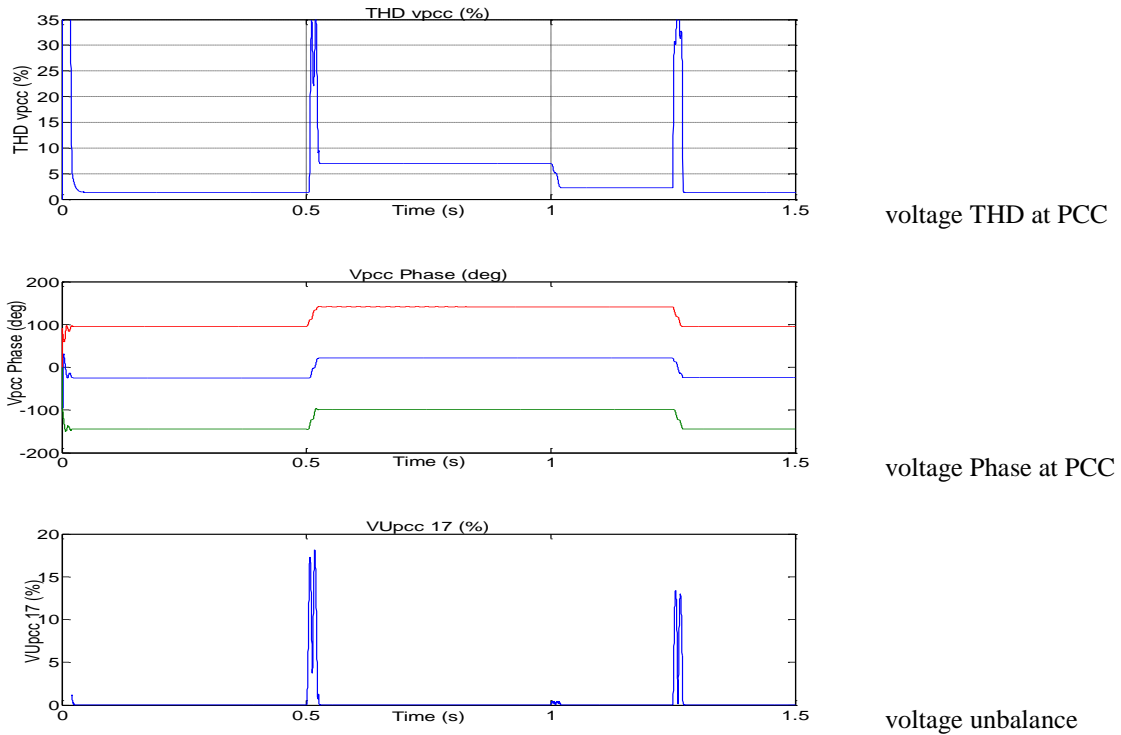 THD vpcc (%)
THD vpcc (%)
35
30
25
20
15
10
5
0
0 0.5 1 1.5
Time (s)
voltage THD at PCC
Vpcc Phase (deg)
Vpcc Phase (deg)
200
100
0
-100
-200
0 0.5 1 1.5
Time (s)
voltage Phase at PCC
VUpcc 17 (%)
VUpcc 17 (%)
20
15
10
5
0
0 0.5 1 1.5
Time (s)
voltage unbalance